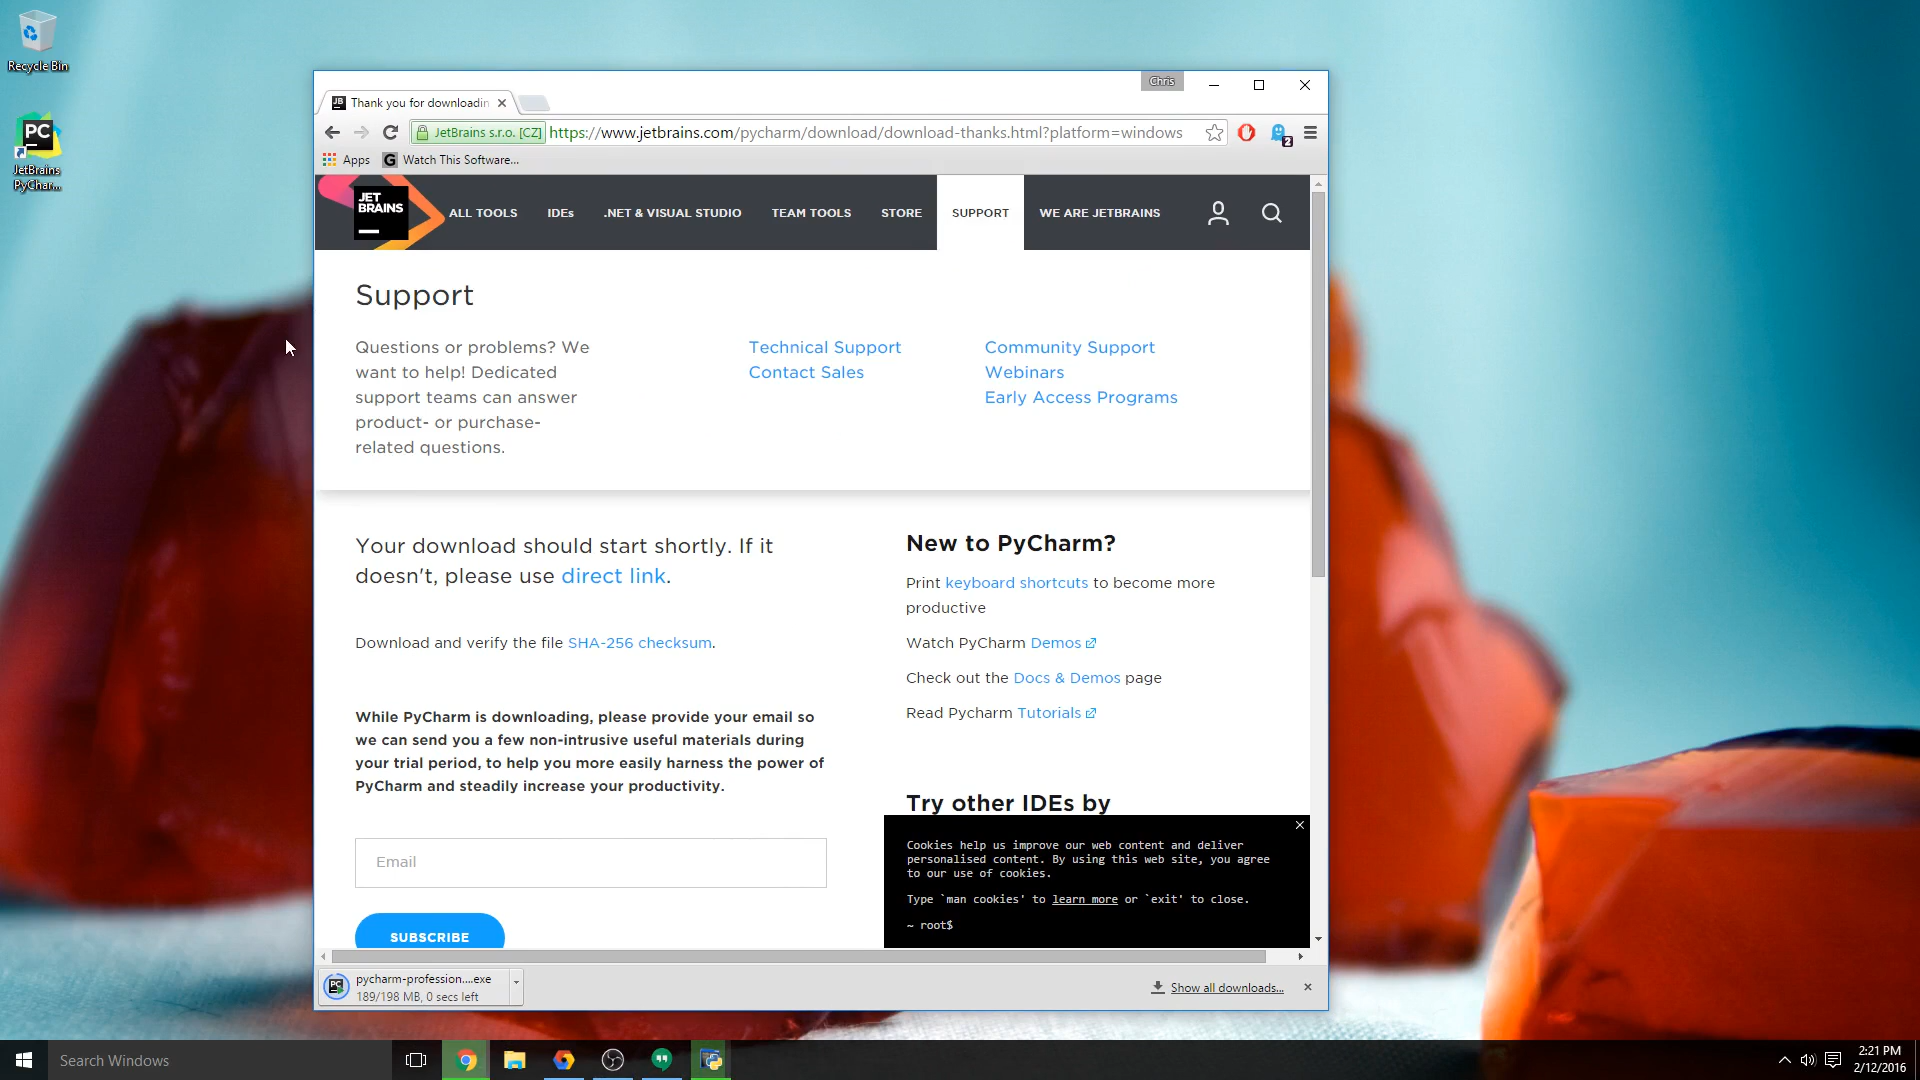 Recycle Bin
PC
JetBrains
PyChar...
Chris
JB Thank you for downloadin
JetBrains s.r.o. [CZ] https://www.jetbrains.com/pycharm/download/download-thanks.html?platform=windows
2
Apps G Watch This Software...
JET
BRAINS
ALL TOOLS IDEs .NET & VISUAL STUDIO TEAM TOOLS STORE SUPPORT WE ARE JETBRAINS
Support
Questions or problems? We
want to help! Dedicated
support teams can answer
product- or purchase-
related questions.
Technical Support
Contact Sales
Community Support
Webinars
Early Access Programs
Your download should start shortly. If it
doesn't, please use direct link.
Download and verify the file SHA-256 checksum.
While PyCharm is downloading, please provide your email so
we can send you a few non-intrusive useful materials during
your trial period, to help you more easily harness the power of
PyCharm and steadily increase your productivity.
Email
SUBSCRIBE
New to PyCharm?
Print keyboard shortcuts to become more
productive
Watch PyCharm Demos
Check out the Docs & Demos page
Read Pycharm Tutorials
Try other IDEs by
Cookies help us improve our web content and deliver
personalised content. By using this web site, you agree
to our use of cookies.
Type `man cookies' to learn more or `exit' to close.
~ root$
PC
pycharm-profession....exe
189/198 MB, 0 secs left
Show all downloads...
Search Windows
2:21 PM
2/12/2016